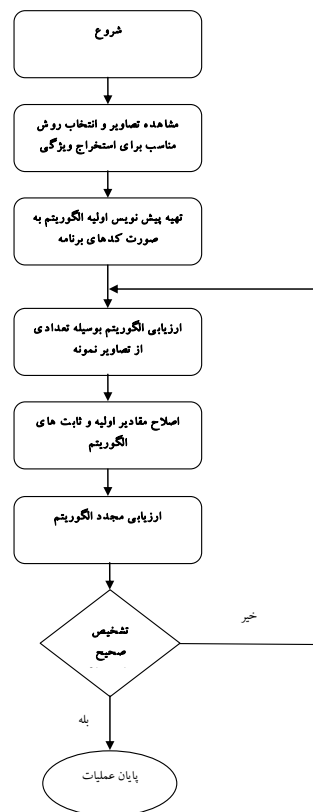 شروع
مشاهده تصاویر و انتخاب روش
مناسب برای استخراج ویژگی
تهیه پیش نویس اولیه الگوریتم به
صورت کدهای برنامه
ارزیابی الگوریتم بوسیله تعدادی
از تصاویر نمونه
اصلاح مقادیر اولیه و ثابت های
الگوریتم
ارزیابی مجدد الگوریتم
تشخیص
صحیح
خیر
بله
پایان عملیات